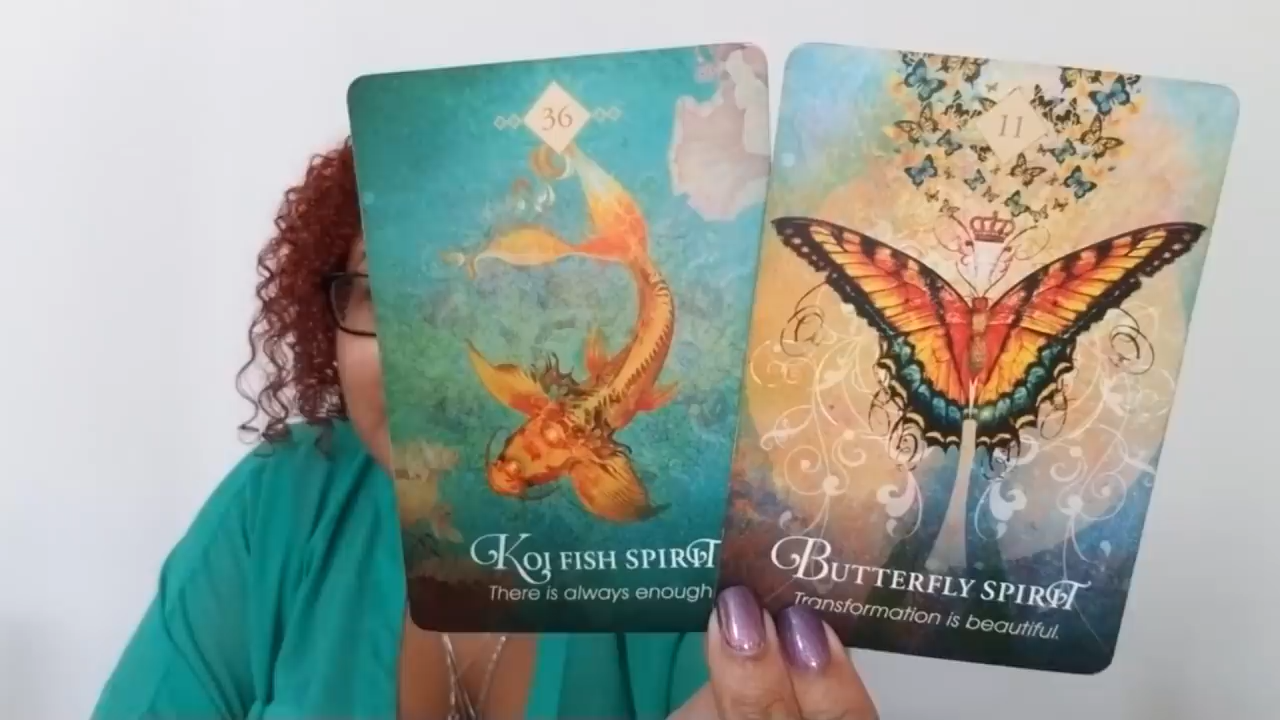 36
KOI FISH SPIRIT
There is always enough
11
BUTTERFLY SPIRIT
Transformation is beautiful.